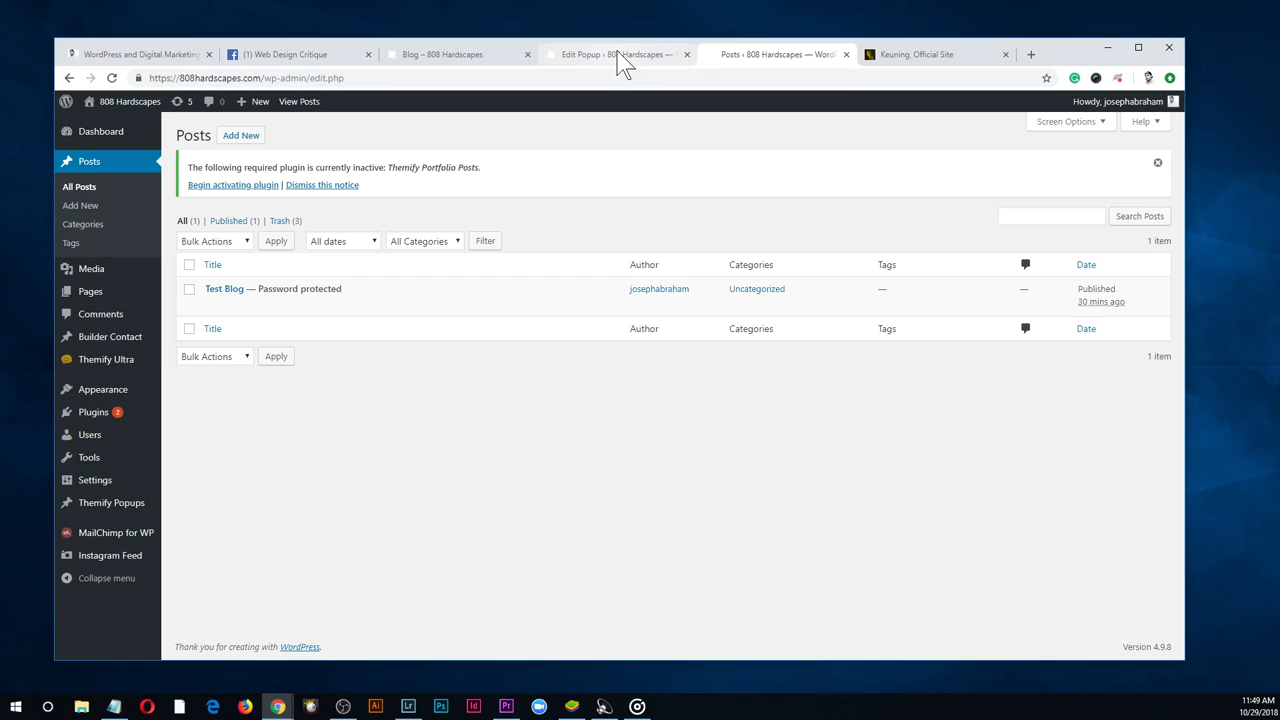 WordPress and Digital Marketing
(1) Web Design Critique
Blog – 808 Hardscapes
Edit Popup ‹ 808 Hardscapes —
Posts ‹ 808 Hardscapes — Word
Keuning, Official Site
https://808hardscapes.com/wp-admin/edit.php
808 Hardscapes
5
0
New
View Posts
Howdy, josephabraham
Dashboard
Posts
All Posts
Add New
Categories
Tags
Media
Pages
Comments
Builder Contact
Themify Ultra
Appearance
Plugins 2
Users
Tools
Settings
Themify Popups
MailChimp for WP
Instagram Feed
Collapse menu
Posts
Add New
Screen Options
Help
The following required plugin is currently inactive: Themify Portfolio Posts.
Begin activating plugin | Dismiss this notice
All (1) | Published (1) | Trash (3)
Search Posts
Bulk Actions
Apply
All dates
All Categories
Filter
1 item
Title
Author
Categories
Tags
Date
Test Blog — Password protected
josephabraham
Uncategorized
—
—
Published
30 mins ago
Title
Author
Categories
Tags
Date
Bulk Actions
Apply
1 item
Thank you for creating with WordPress.
Version 4.9.8
Ai
Lr
Ps
Id
Pr
11:49 AM
10/29/2018